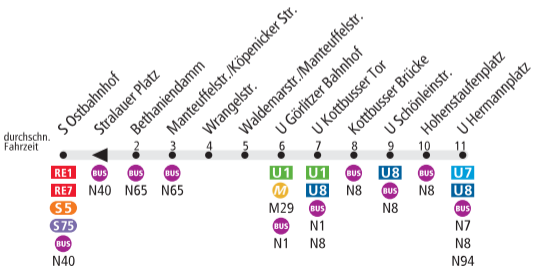 S Ostbahnhof
Stralauer Platz
Bethaniendamm
Manteuffelstr./Köpenicker Str.
Wrangelstr.
Waldemarstr./Manteuffelstr.
U Görlitzer Bahnhof
U Kottbusser Tor
Kottbusser Brücke
U Schönleinstr.
Hohenstaufenplatz
U Hermannplatz
durchschn.
Fahrzeit
2 3 4 5 6 7 8 9 10 11
RE1 BUS BUS BUS U1 U1 BUS U8 BUS U7
RE7 N40 N65 N65 M U8 N8 BUS N8 U8
S5 M29 BUS N8 BUS
S75 BUS N1 N7
BUS N1 N8 N8
N40 N94